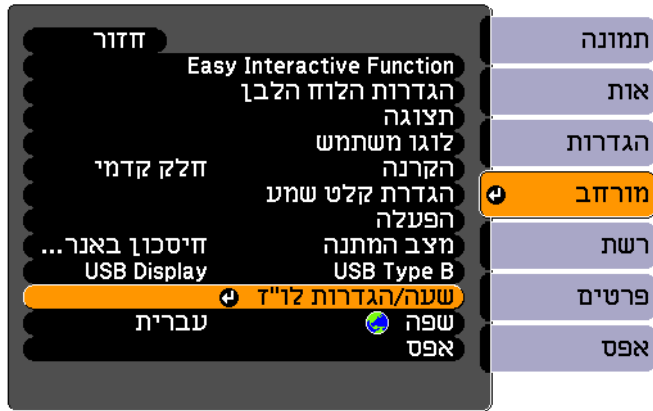 תמונה
אות
הגדרות
מורחב
רשת
פרטים
אפס
חזור
Easy Interactive Function
הגדרות הלוח הלבן
תצוגה
לוגו משתמש
הקרנה חלק קדמי
הגדרת קלט שמע
הפעלה
מצב המתנה חיסכון באנר...
USB Type B USB Display
שעה/הגדרות לו"ז
שפה עברית
אפס